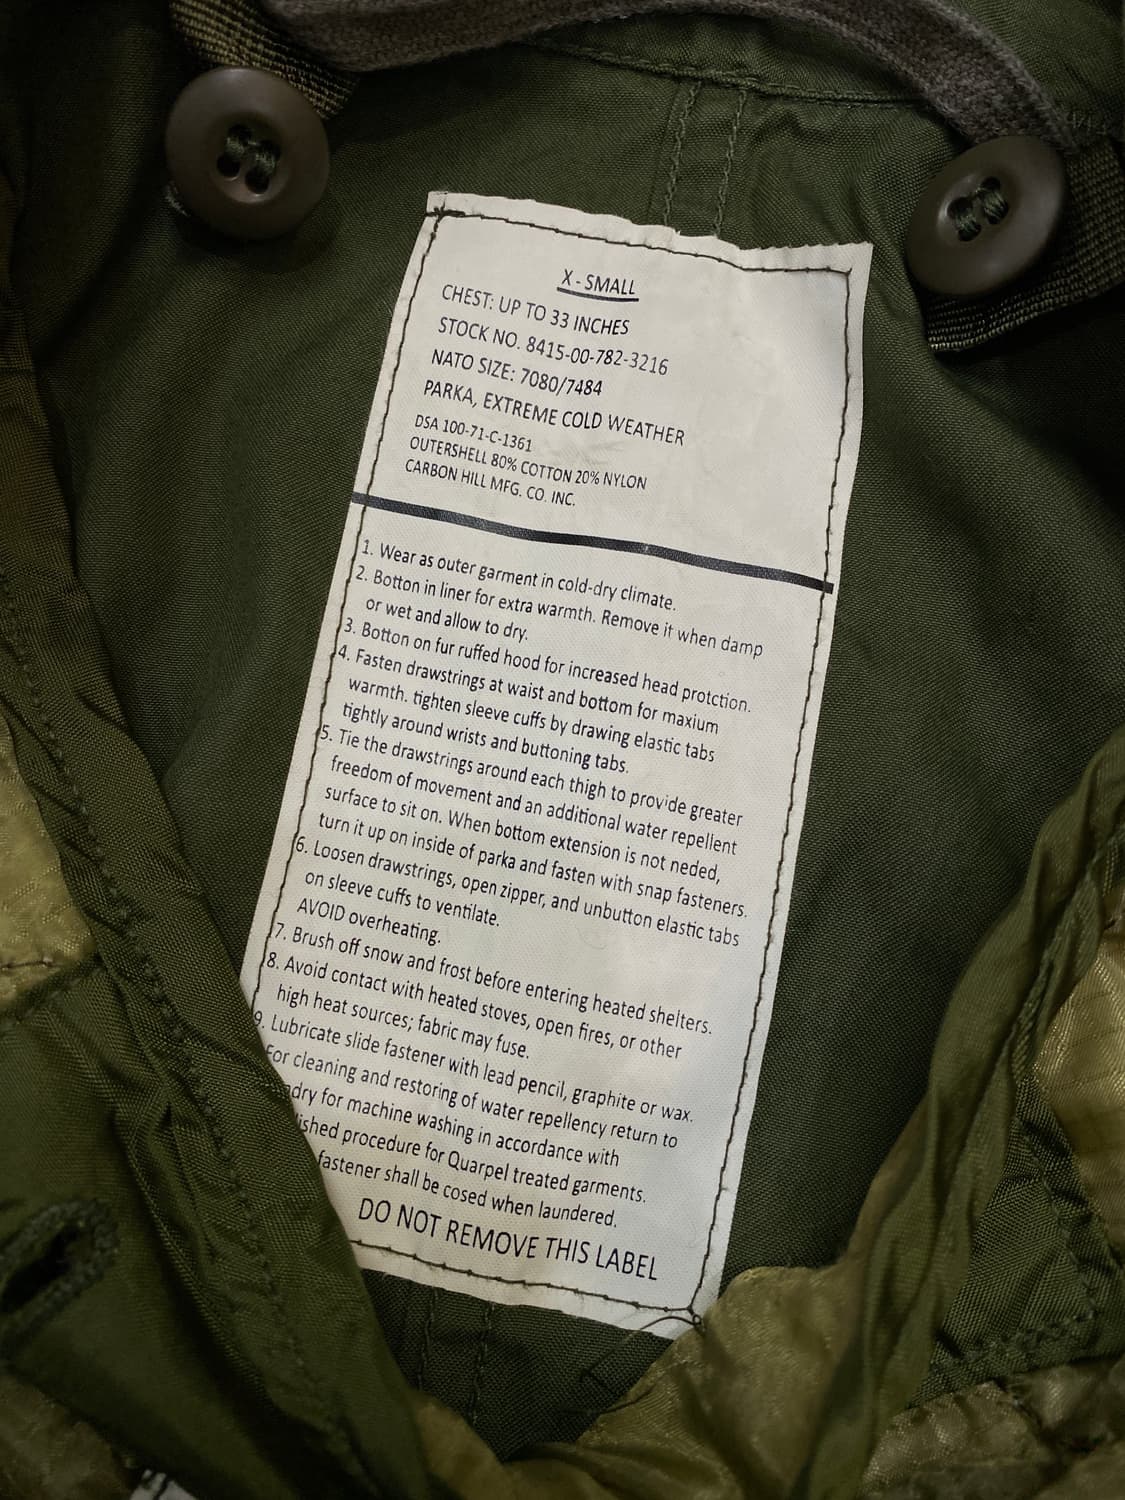 X - SMALL
CHEST: UP TO 33 INCHES
STOCK NO. 8415-00-782-3216
NATO SIZE: 7080/7484
PARKA, EXTREME COLD WEATHER
DSA 100-71-C-1361
OUTERSHELL 80% COTTON 20% NYLON
CARBON HILL MFG. CO. INC.
1. Wear as outer garment in cold-dry climate.
2. Botton in liner for extra warmth. Remove it when damp
or wet and allow to dry.
3. Botton on fur ruffed hood for increased head protction.
4. Fasten drawstrings at waist and bottom for maxium
warmth. tighten sleeve cuffs by drawing elastic tabs
tightly around wrists and buttoning tabs.
5. Tie the drawstrings around each thigh to provide greater
freedom of movement and an additional water repellent
surface to sit on. When bottom extension is not neded,
turn it up on inside of parka and fasten with snap fasteners.
6. Loosen drawstrings, open zipper, and unbutton elastic tabs
on sleeve cuffs to ventilate.
AVOID overheating.
7. Brush off snow and frost before entering heated shelters.
8. Avoid contact with heated stoves, open fires, or other
high heat sources; fabric may fuse.
9. Lubricate slide fastener with lead pencil, graphite or wax.
For cleaning and restoring of water repellency return to
for machine washing in accordance with
procedure for Quarpel treated garments.
fastener shall be cosed when laundered.
DO NOT REMOVE THIS LABEL